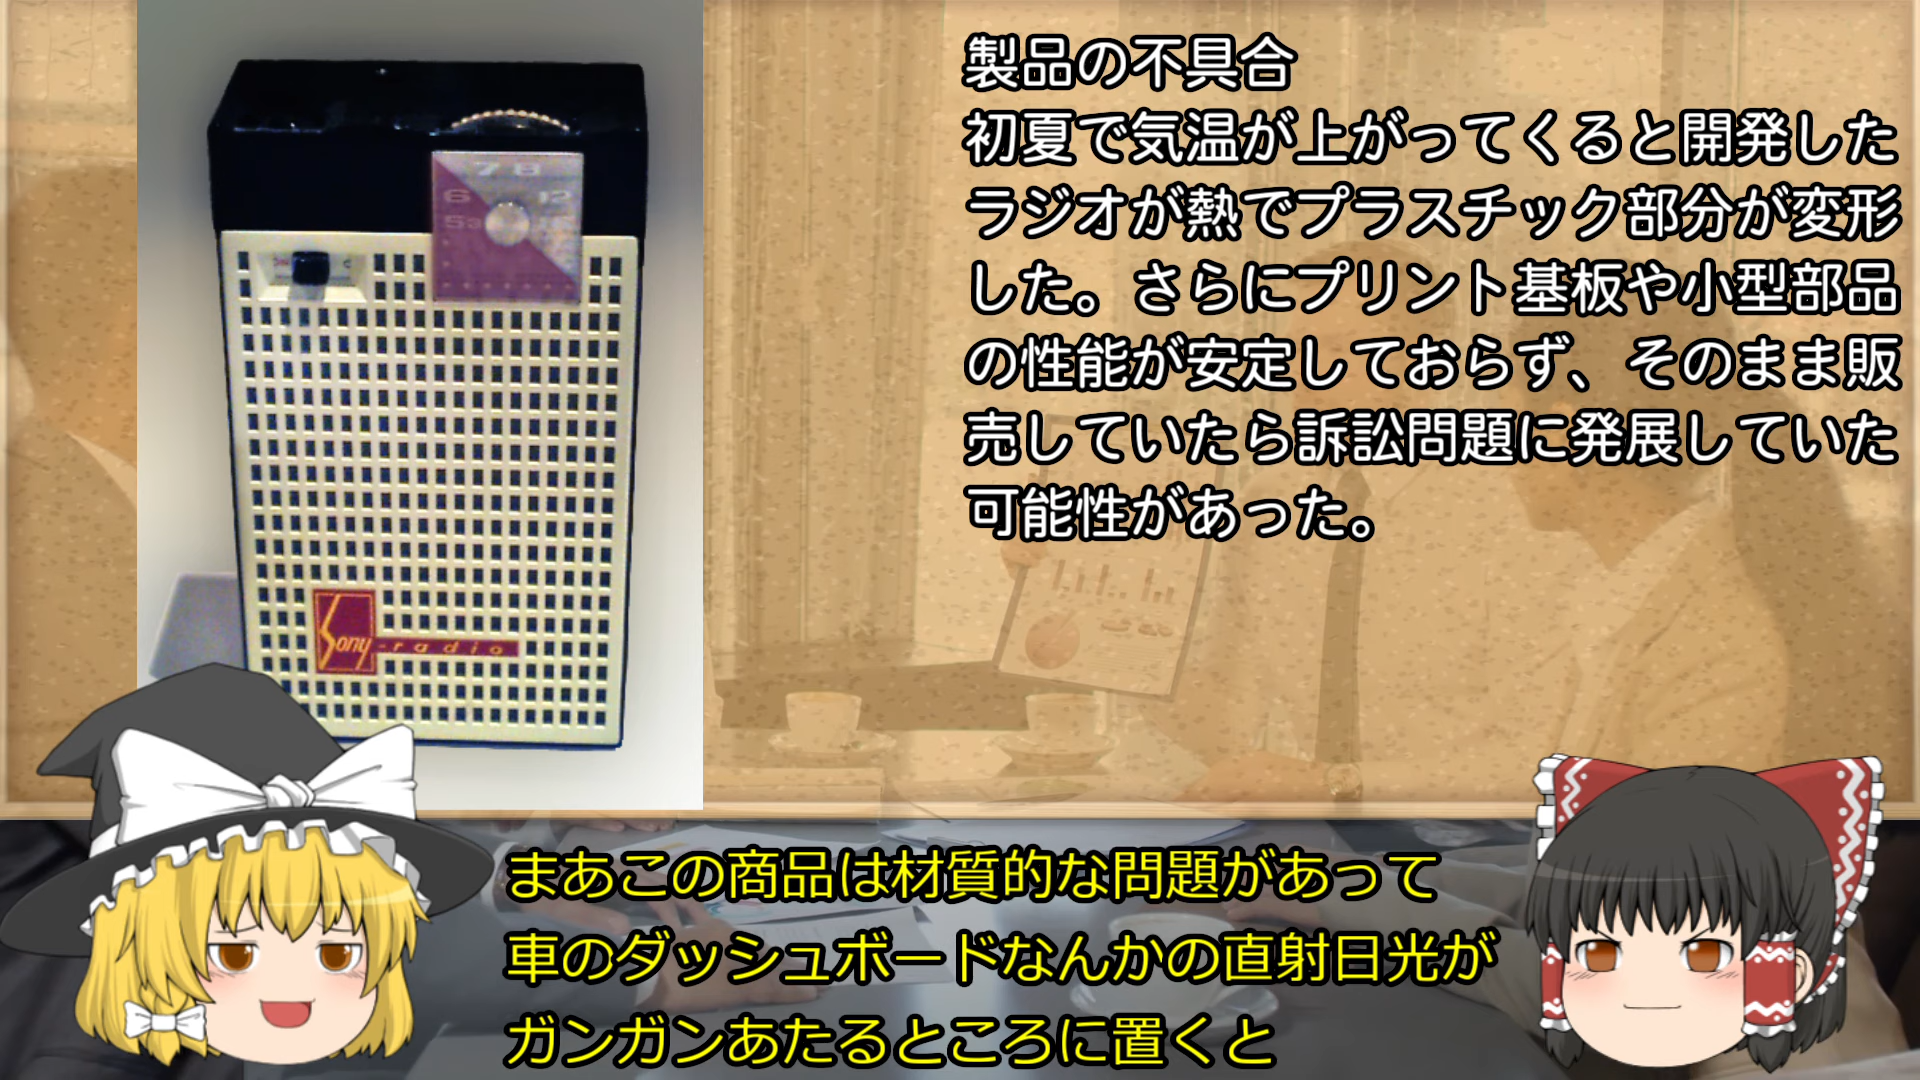 製品の不具合
初夏で気温が上がってくると開発した
ラジオが熱でプラスチック部分が変形
した。さらにプリント基板や小型部品
の性能が安定しておらず、そのまま販
売していたら訴訟問題に発展していた
可能性があった。
7 8
6 12
53
Sony-radio
まあこの商品は材質的な問題があって
車のダッシュボードなんかの直射日光が
ガンガンあたるところに置くと